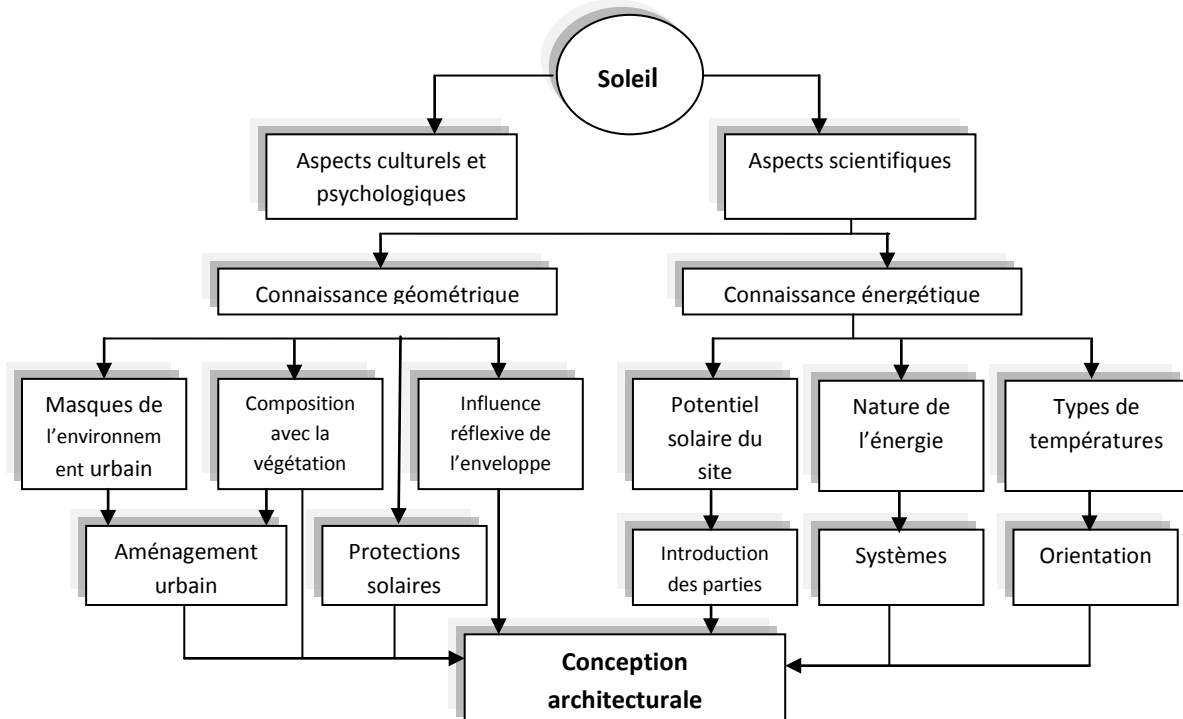 Soleil
Aspects culturels et
psychologiques
Aspects scientifiques
Connaissance géométrique
Connaissance énergétique
Masques de
l’environnem
ent urbain
Composition
avec la
végétation
Influence
réflexive de
l’enveloppe
Potentiel
solaire du
site
Nature de
l’énergie
Types de
températures
Aménagement
urbain
Protections
solaires
Introduction
des parties
Systèmes
Orientation
Conception
architecturale